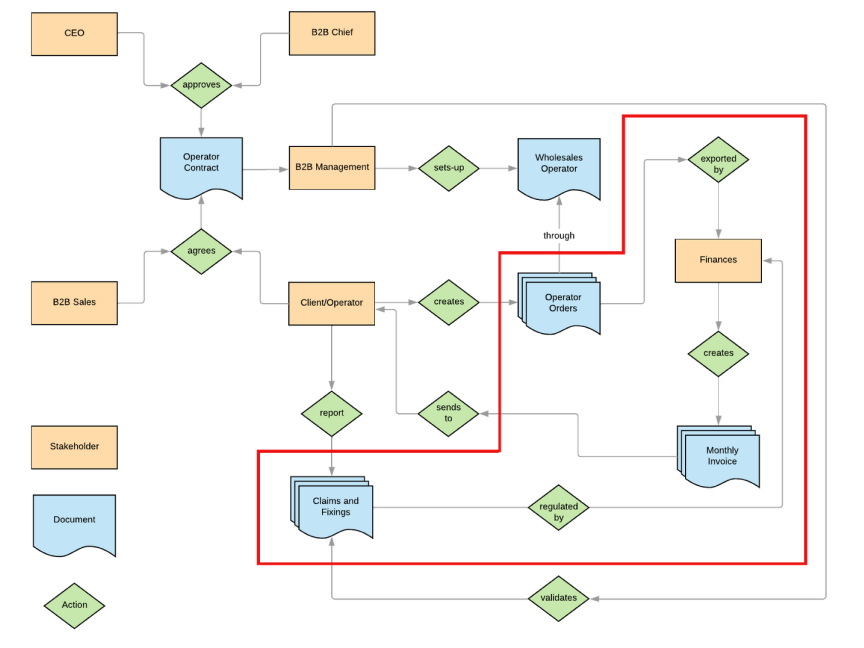 CEO
B2B Chief
approves
Operator
Contract
B2B Management
sets-up
Wholesales
Operator
exported
by
through
agrees
Finances
B2B Sales
Client/Operator
creates
Operator
Orders
creates
report
sends
to
Stakeholder
Monthly
Invoice
Claims and
Fixings
regulated
by
Document
validates
Action